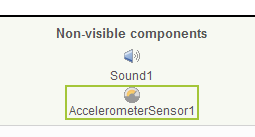 Non-visible components
Sound1
AccelerometerSensor1